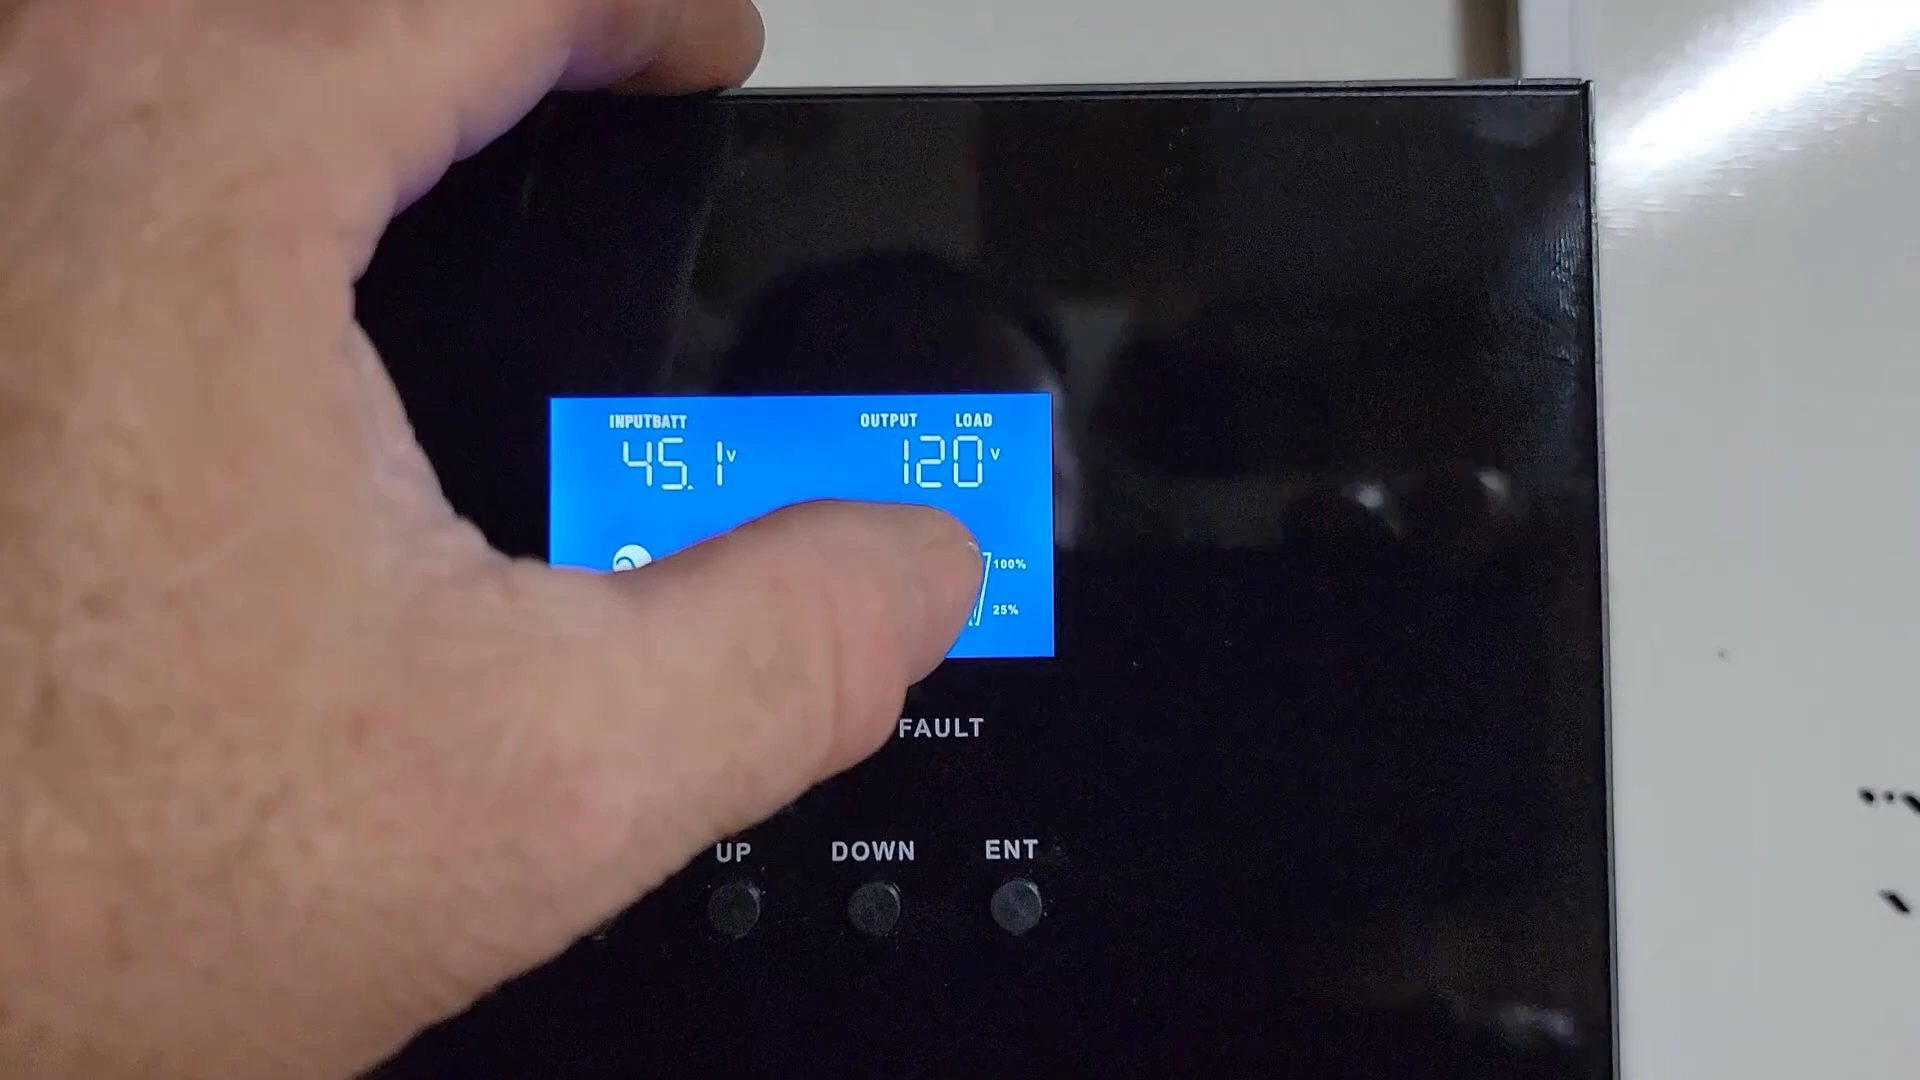 INPUTBATT OUTPUT LOAD
45.1V 120V
100%
25%
FAULT
UP DOWN ENT